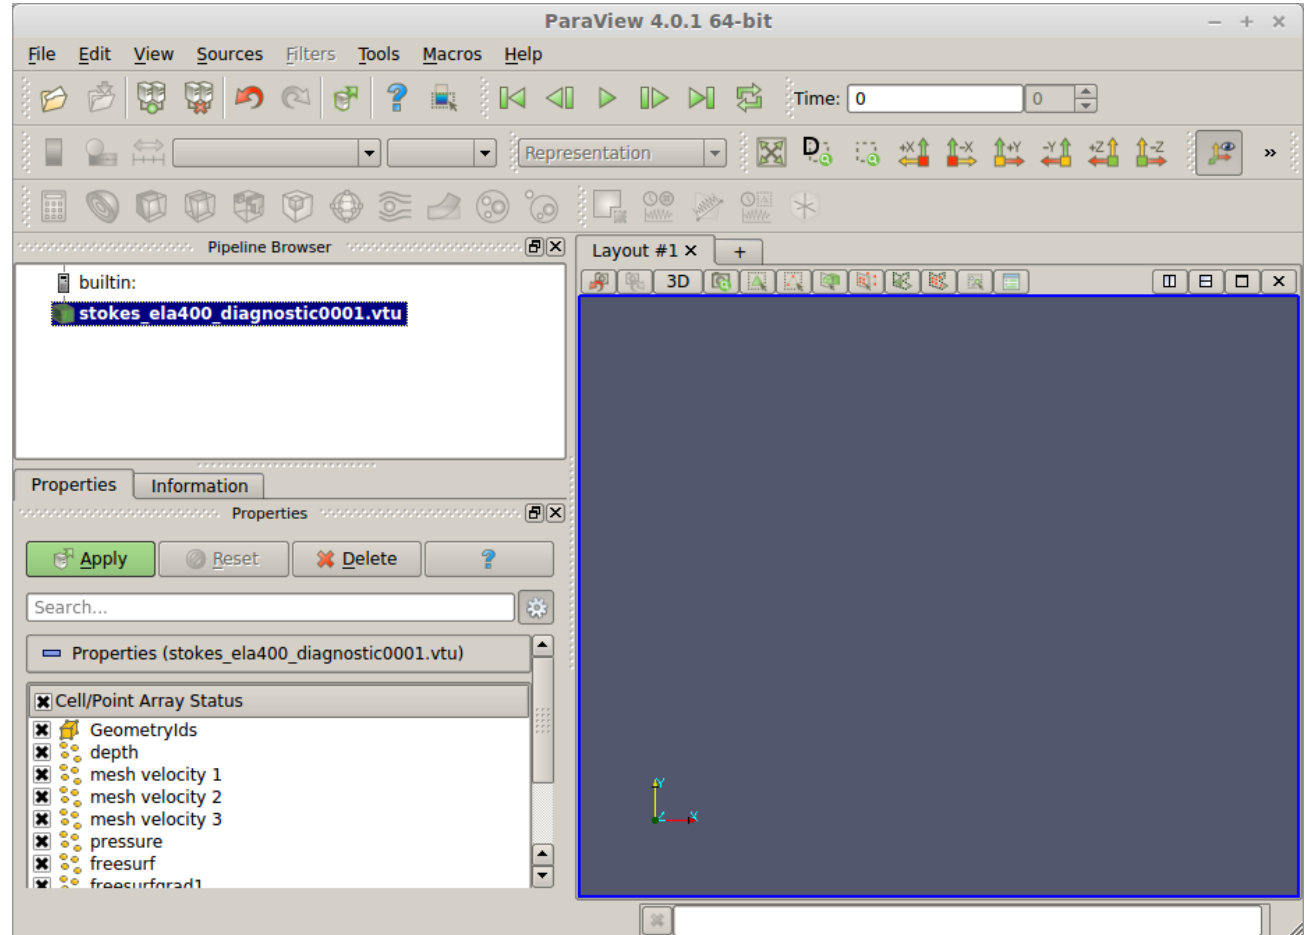 ParaView 4.0.1 64-bit
File Edit View Sources Filters Tools Macros Help
Time: 0 0
Representation
D +X -X +Y -Y +Z -Z »
Pipeline Browser
Layout #1 +
builtin:
3D
stokes_ela400_diagnostic0001.vtu
Properties Information
Properties
Apply Reset Delete ?
Search...
Properties (stokes_ela400_diagnostic0001.vtu)
Cell/Point Array Status
GeometryIds
depth
mesh velocity 1
mesh velocity 2
mesh velocity 3
pressure
freesurf
freesurfgrad1
Y
Z X